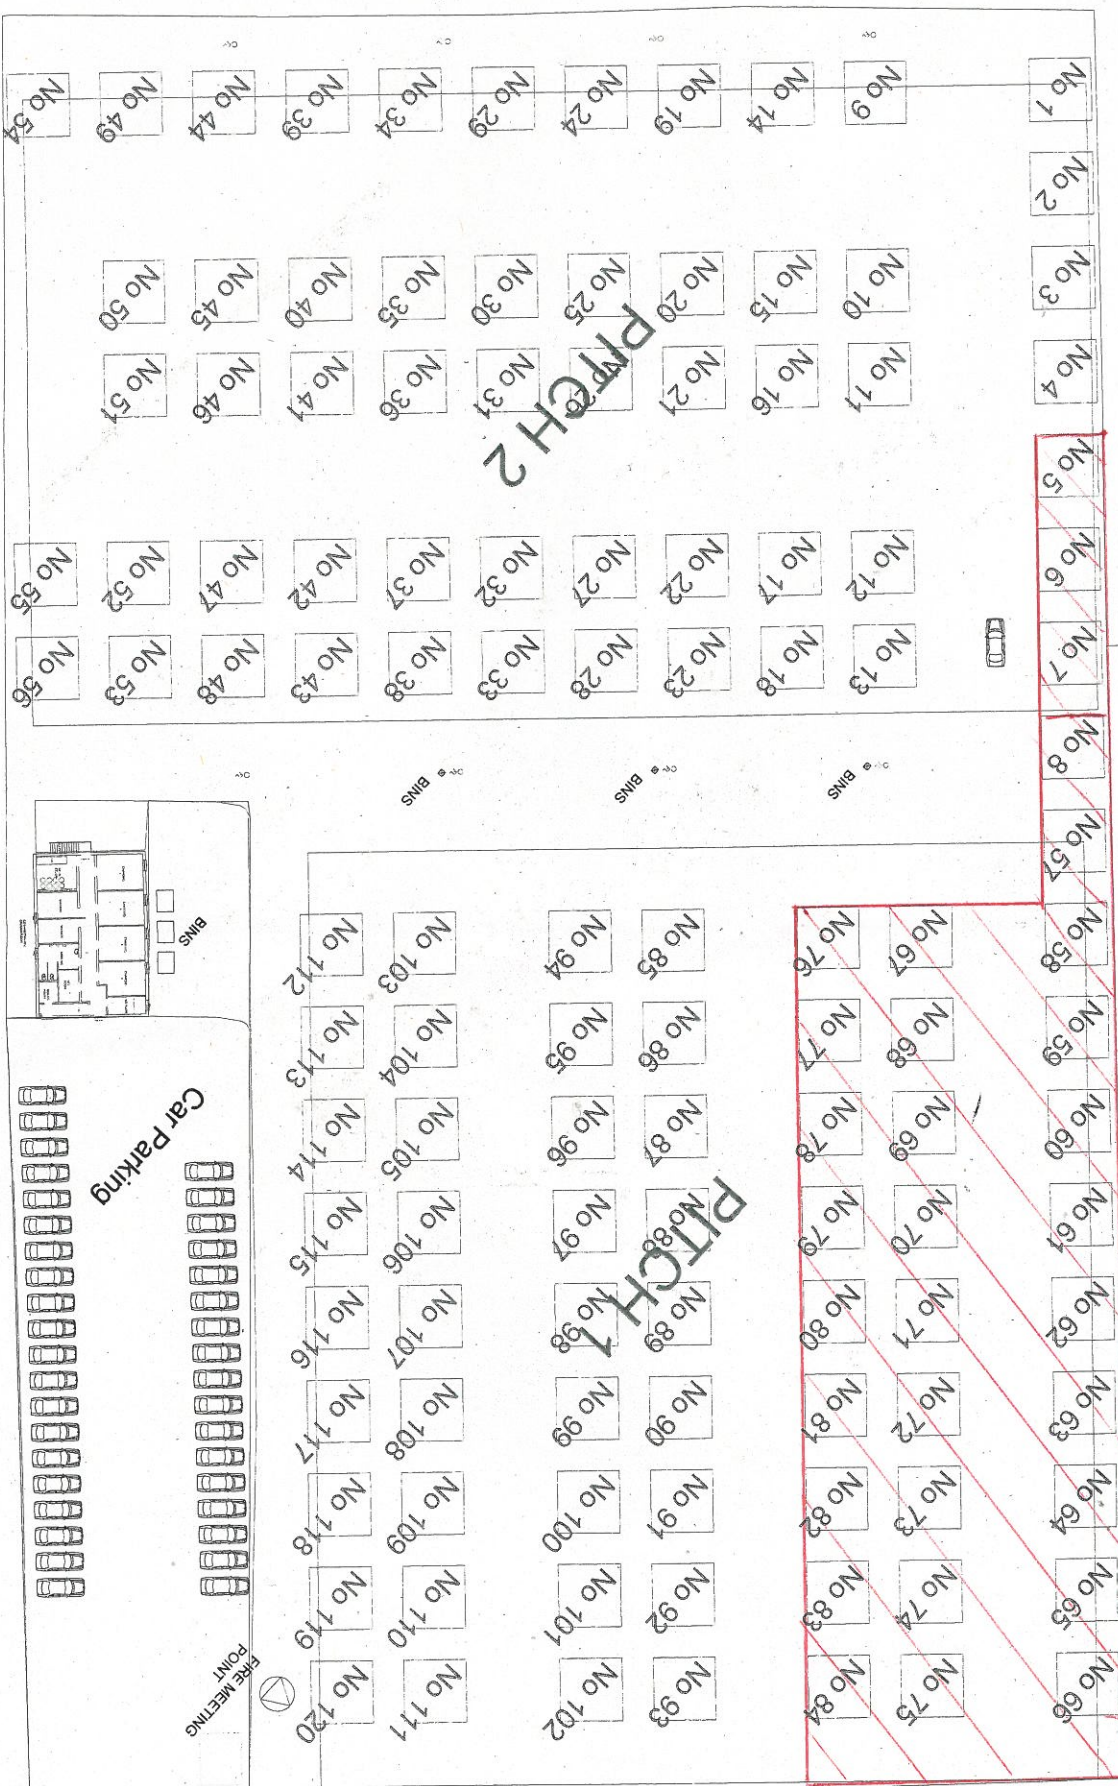 No 54
No 49
No 44
No 39
No 34
No 29
No 24
No 19
No 14
No 9
No 1
No 2
No 50
No 45
No 40
No 35
No 30
No 25
No 20
No 15
No 10
No 3
PITCH 2
No 51
No 46
No 41
No 36
No 31
No 26
No 21
No 16
No 11
No 4
No 5
No 55
No 52
No 47
No 42
No 37
No 32
No 27
No 22
No 17
No 12
No 6
No 56
No 53
No 48
No 43
No 38
No 33
No 28
No 23
No 18
No 13
No 7
No 8
BINS
BINS
BINS
No 57
BINS
No 112
No 103
No 94
No 85
No 76
No 67
No 58
No 113
No 104
No 95
No 86
No 77
No 68
No 59
Car Parking
No 114
No 105
No 96
No 87
No 78
No 69
No 60
PITCH 1
No 115
No 106
No 97
No 88
No 79
No 70
No 61
No 116
No 107
No 98
No 89
No 80
No 71
No 62
No 117
No 108
No 99
No 90
No 81
No 72
No 63
No 118
No 109
No 100
No 91
No 82
No 73
No 64
No 119
No 110
No 101
No 92
No 83
No 74
No 65
FIRE MEETING
POINT
No 120
No 111
No 102
No 93
No 84
No 75
No 66